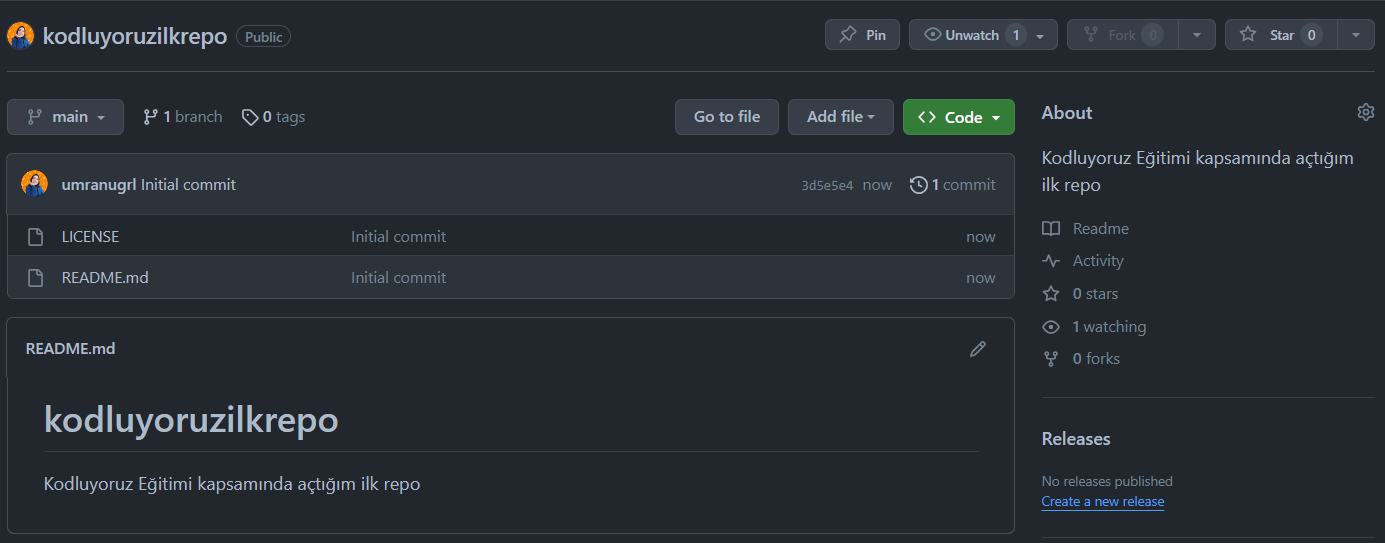 kodluyoruzilkrepo Public
Pin Unwatch 1 Fork 0 Star 0
main 1 branch 0 tags
Go to file Add file Code
umranugrl Initial commit 3d5e5e4 now 1 commit
LICENSE Initial commit now
README.md Initial commit now
README.md
kodluyoruzilkrepo
Kodluyoruz Eğitimi kapsamında açtığım ilk repo
About
Kodluyoruz Eğitimi kapsamında açtığım
ilk repo
Readme
Activity
0 stars
1 watching
0 forks
Releases
No releases published
Create a new release